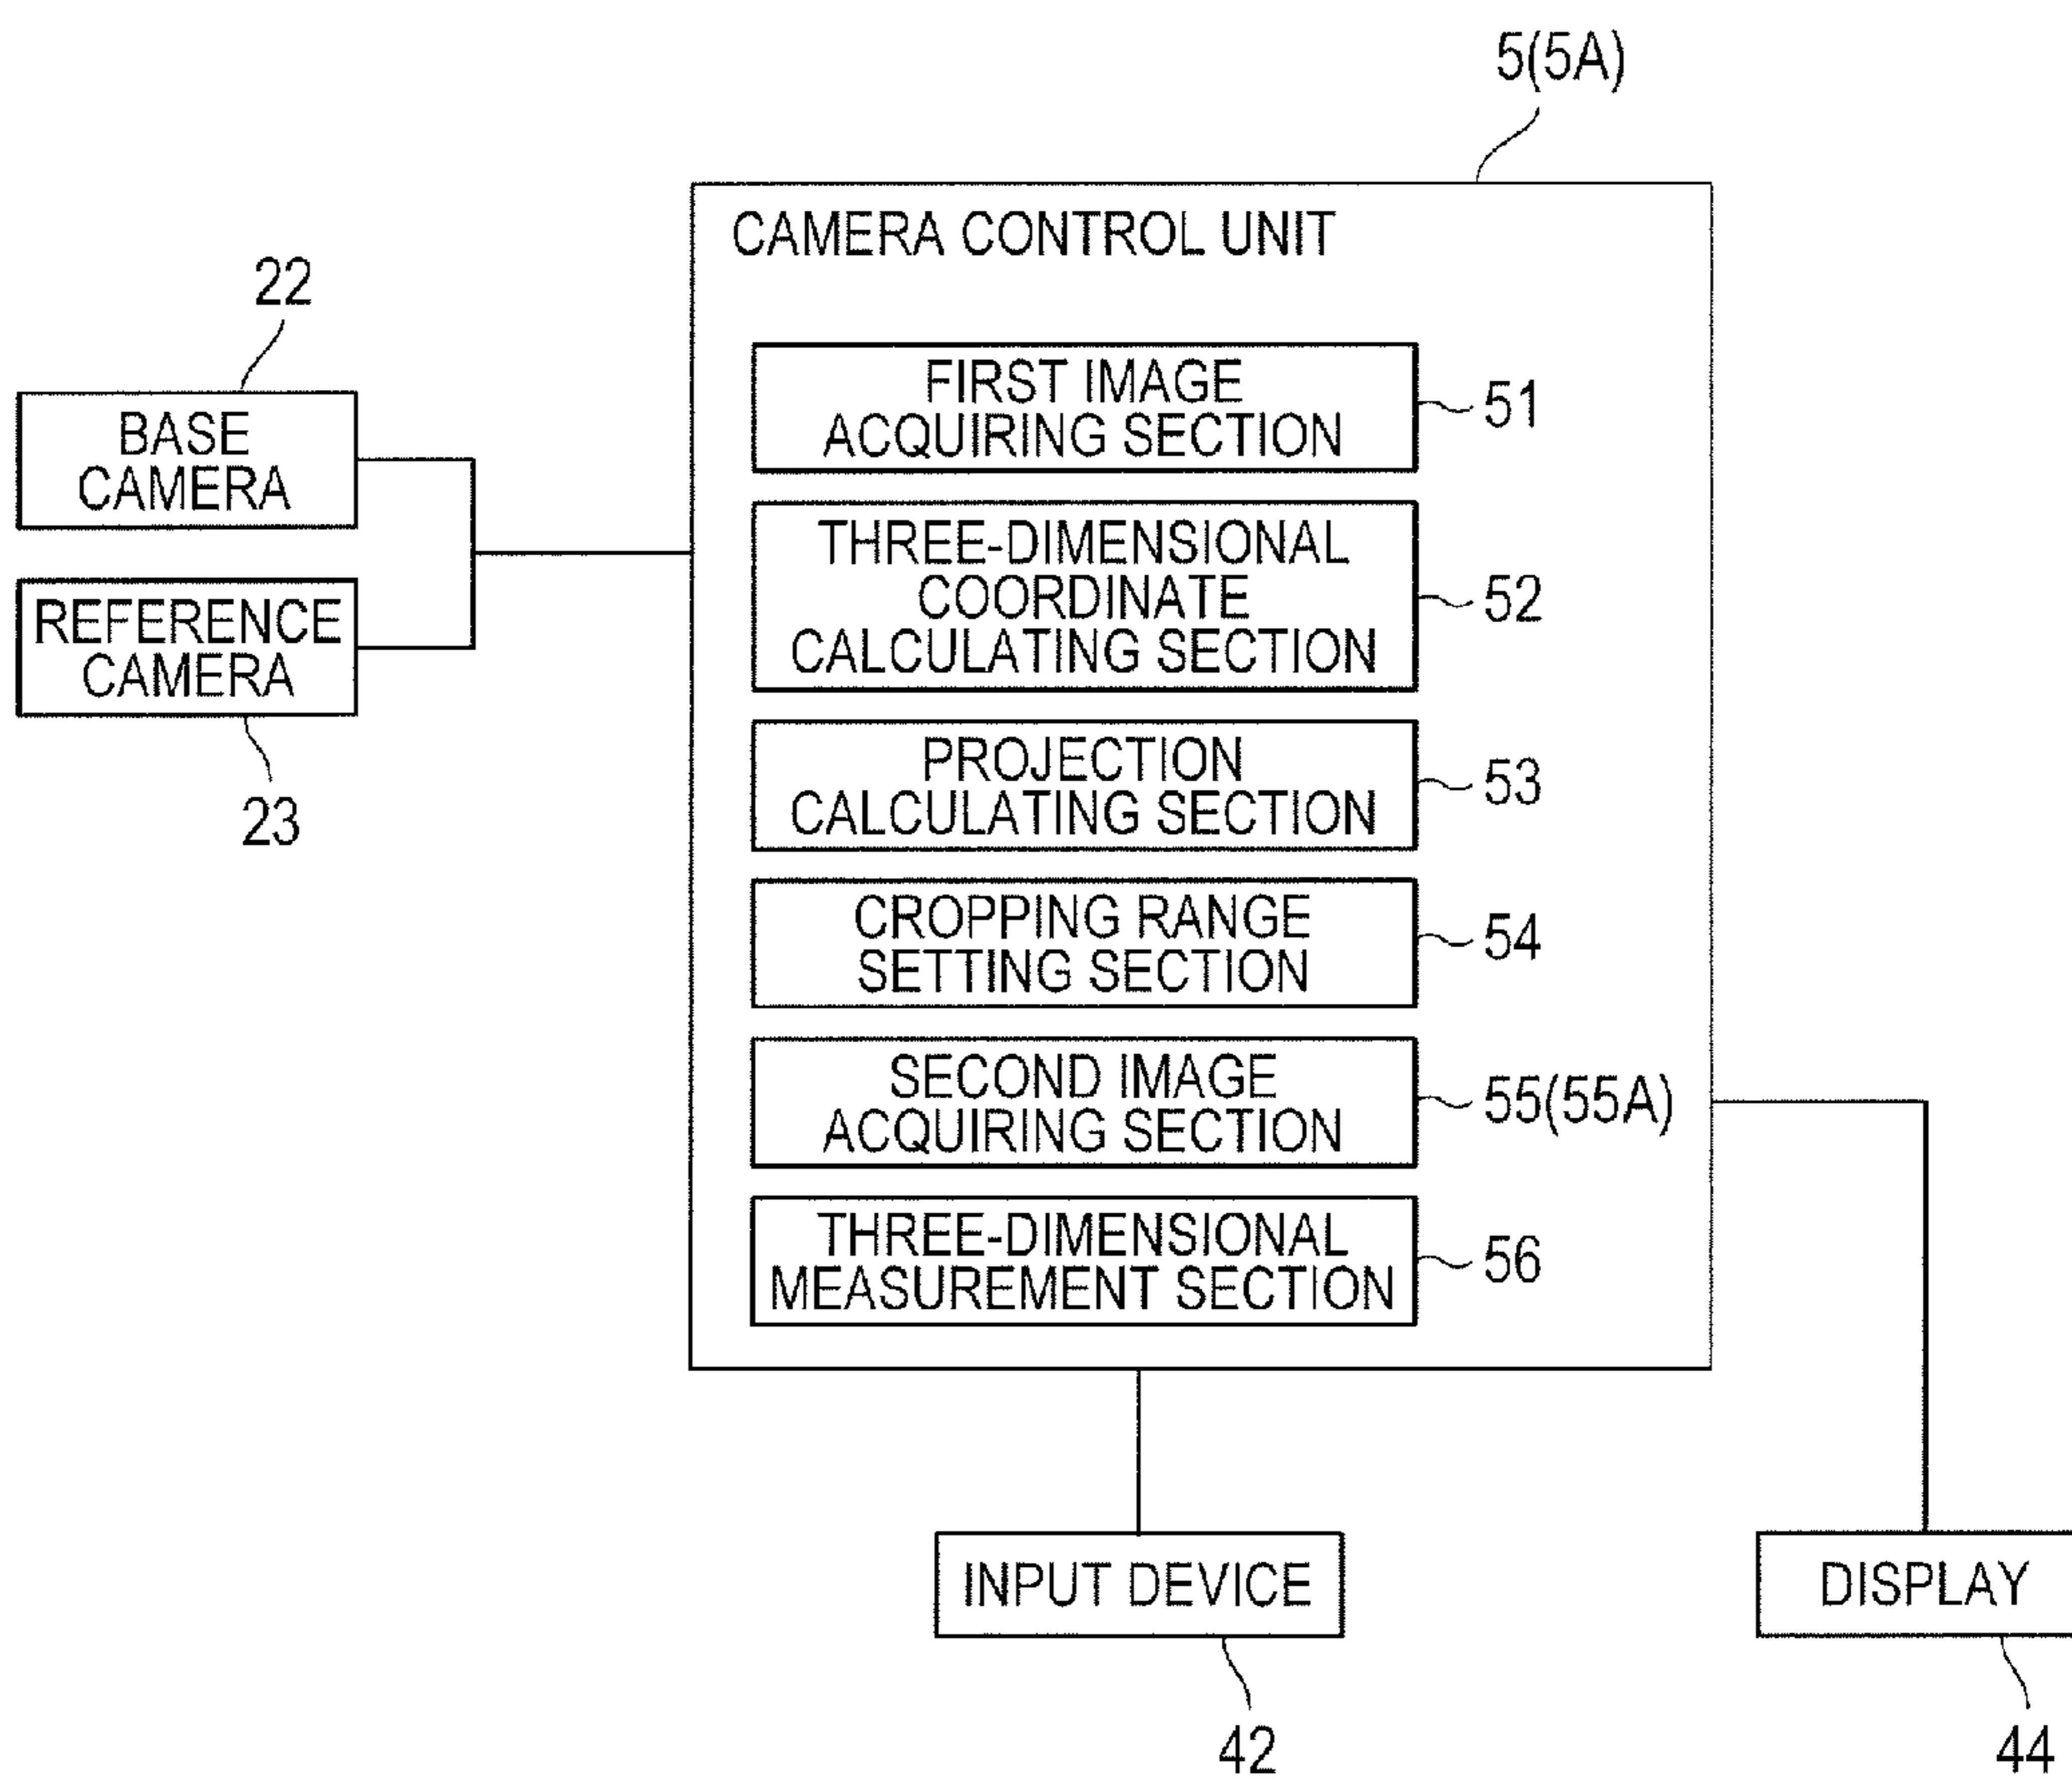 5(5A)
CAMERA CONTROL UNIT
22
BASE
CAMERA
REFERENCE
CAMERA
23
FIRST IMAGE
ACQUIRING SECTION
51
THREE-DIMENSIONAL
COORDINATE
CALCULATING SECTION
52
PROJECTION
CALCULATING SECTION
53
CROPPING RANGE
SETTING SECTION
54
SECOND IMAGE
ACQUIRING SECTION
55(55A)
THREE-DIMENSIONAL
MEASUREMENT SECTION
56
INPUT DEVICE
42
DISPLAY
44